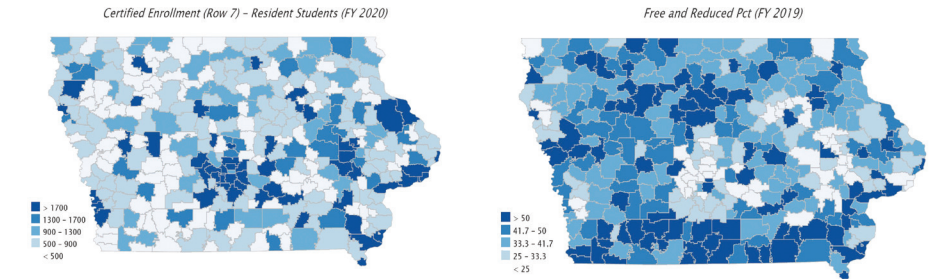 Certified Enrollment (Row 7) – Resident Students (FY 2020)
> 1700
1300 – 1700
900 – 1300
500 – 900
< 500
Free and Reduced Pct (FY 2019)
> 50
41.7 – 50
33.3 – 41.7
25 – 33.3
< 25